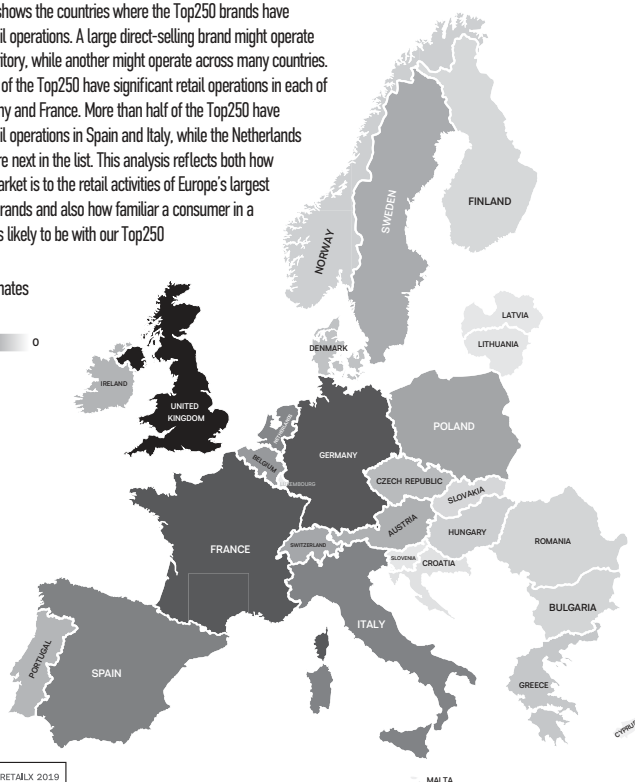 shows the countries where the Top250 brands have
il operations. A large direct-selling brand might operate
itory, while another might operate across many countries.
of the Top250 have significant retail operations in each of
ny and France. More than half of the Top250 have
il operations in Spain and Italy, while the Netherlands
re next in the list. This analysis reflects both how
arket is to the retail activities of Europe's largest
rands and also how familiar a consumer in a
s likely to be with our Top250
mates
0
FINLAND
SWEDEN
NORWAY
LATVIA
LITHUANIA
DENMARK
IRELAND
UNITED
KINGDOM
NETHERLANDS
POLAND
GERMANY
BELGIUM
LUXEMBOURG
CZECH REPUBLIC
SLOVAKIA
AUSTRIA
HUNGARY
ROMANIA
FRANCE
SWITZERLAND
SLOVENIA
CROATIA
BULGARIA
ITALY
PORTUGAL
SPAIN
GREECE
CYPRUS
RETAILX 2019
MALTA